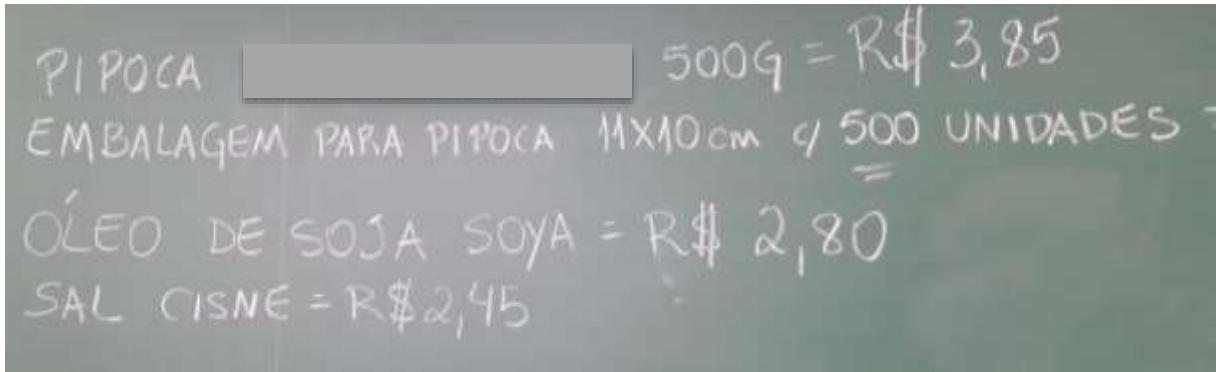 PIPOCA 500G = R$ 3,85
EMBALAGEM PARA PIPOCA 11X10cm c/ 500 UNIDADES =
ÓLEO DE SOJA SOYA = R$ 2,80
SAL CISNE = R$2,45